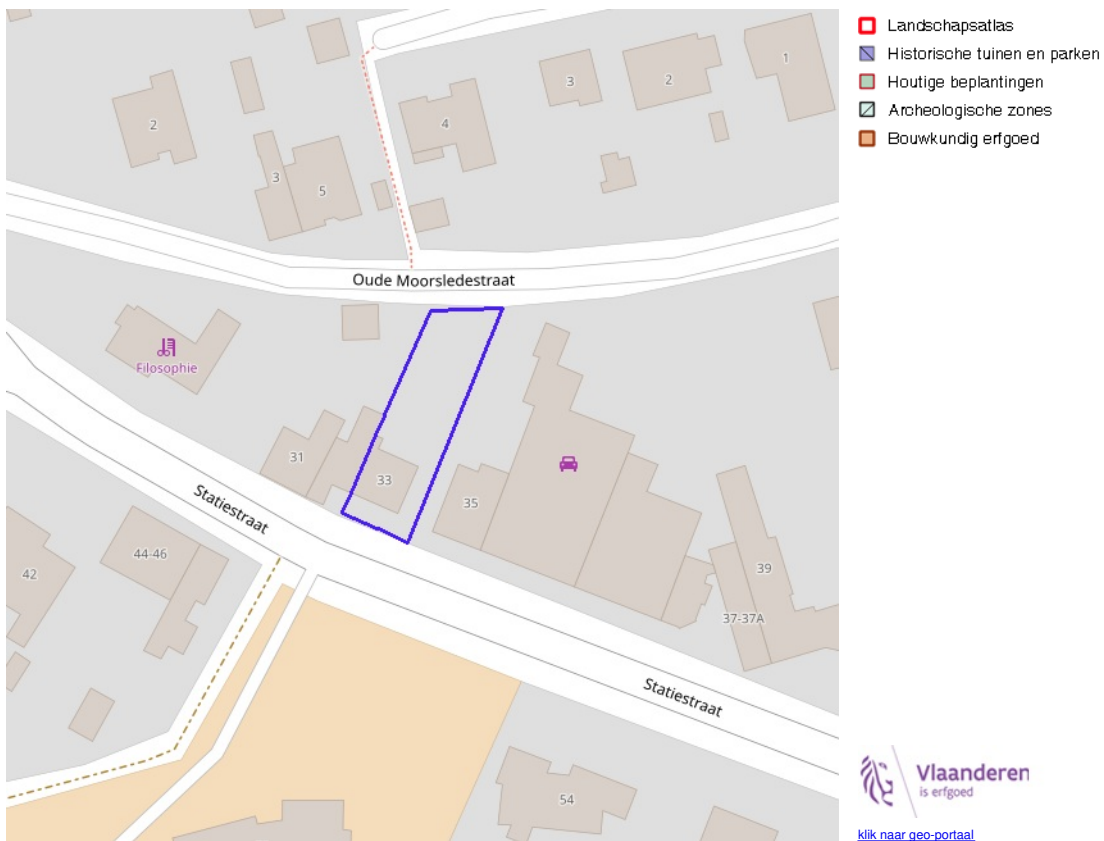 2
3
5
4
3
2
1
Oude Moorsledestraat
Filosophie
31
33
35
Statiestraat
44-46
42
39
37-37A
Statiestraat
54
Landschapsatlas
Historische tuinen en parken
Houtige beplantingen
Archeologische zones
Bouwkundig erfgoed
Vlaanderen
is erfgoed
klik naar geo-portaal